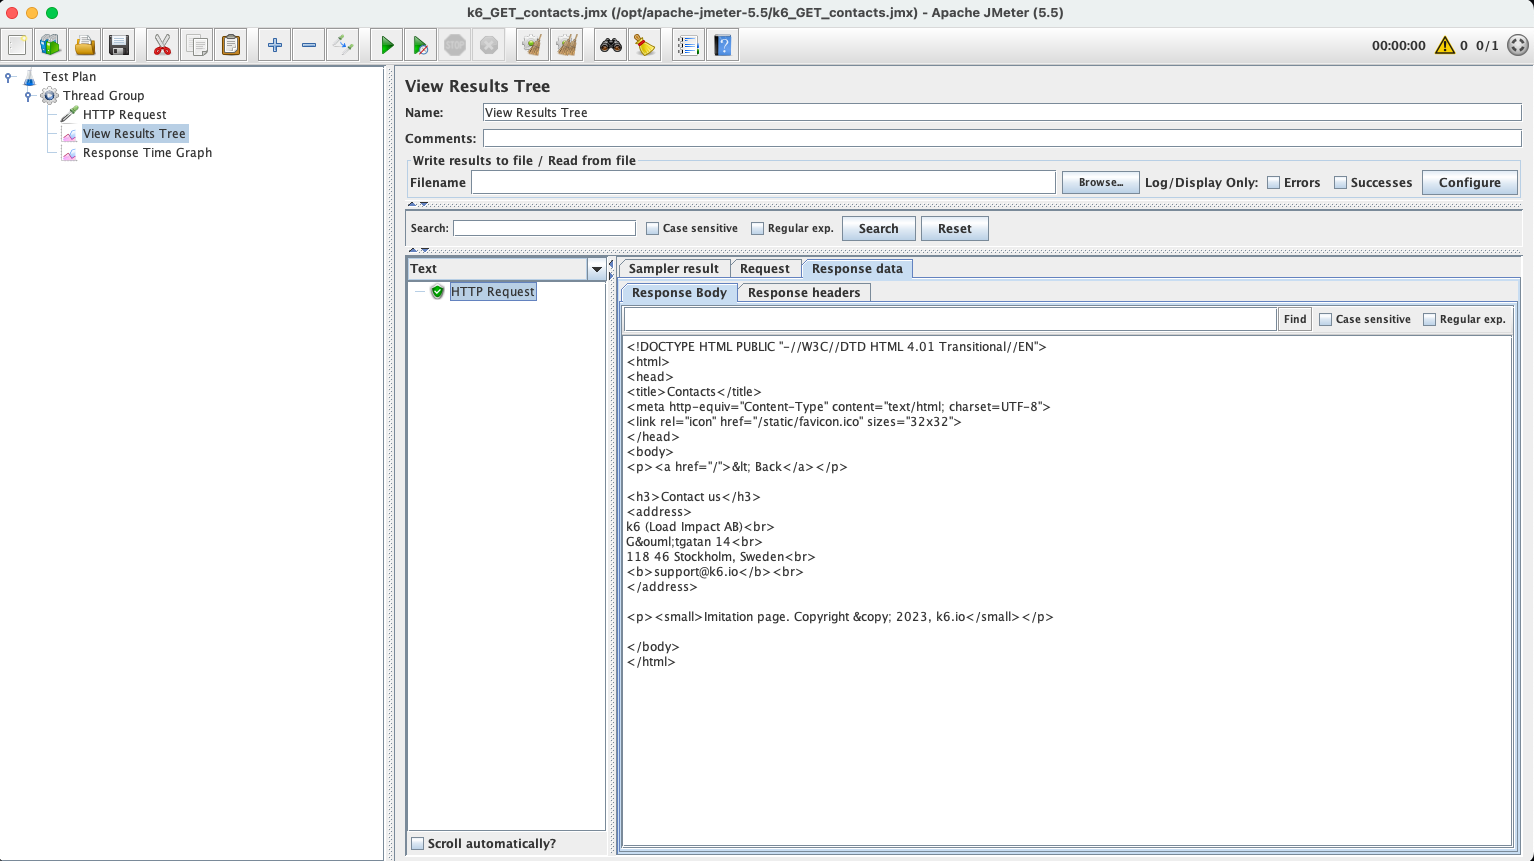 k6_GET_contacts.jmx (/opt/apache-jmeter-5.5/k6_GET_contacts.jmx) - Apache JMeter (5.5)
00:00:00 0 0/1
Test Plan
Thread Group
HTTP Request
View Results Tree
Response Time Graph
View Results Tree
Name: View Results Tree
Comments:
Write results to file / Read from file
Filename Browse... Log/Display Only: Errors Successes Configure
Search: Case sensitive Regular exp. Search Reset
Text
HTTP Request
Scroll automatically?
Sampler result Request Response data
Response Body Response headers
Find Case sensitive Regular exp.
<!DOCTYPE HTML PUBLIC "-//W3C//DTD HTML 4.01 Transitional//EN">
<html>
<head>
<title>Contacts</title>
<meta http-equiv="Content-Type" content="text/html; charset=UTF-8">
<link rel="icon" href="/static/favicon.ico" sizes="32x32">
</head>
<body>
<p><a href="/">&lt; Back</a></p>
<h3>Contact us</h3>
<address>
k6 (Load Impact AB)<br>
G&ouml;tgatan 14<br>
118 46 Stockholm, Sweden<br>
<b>support@k6.io</b><br>
</address>
<p><small>Imitation page. Copyright &copy; 2023, k6.io</small></p>
</body>
</html>